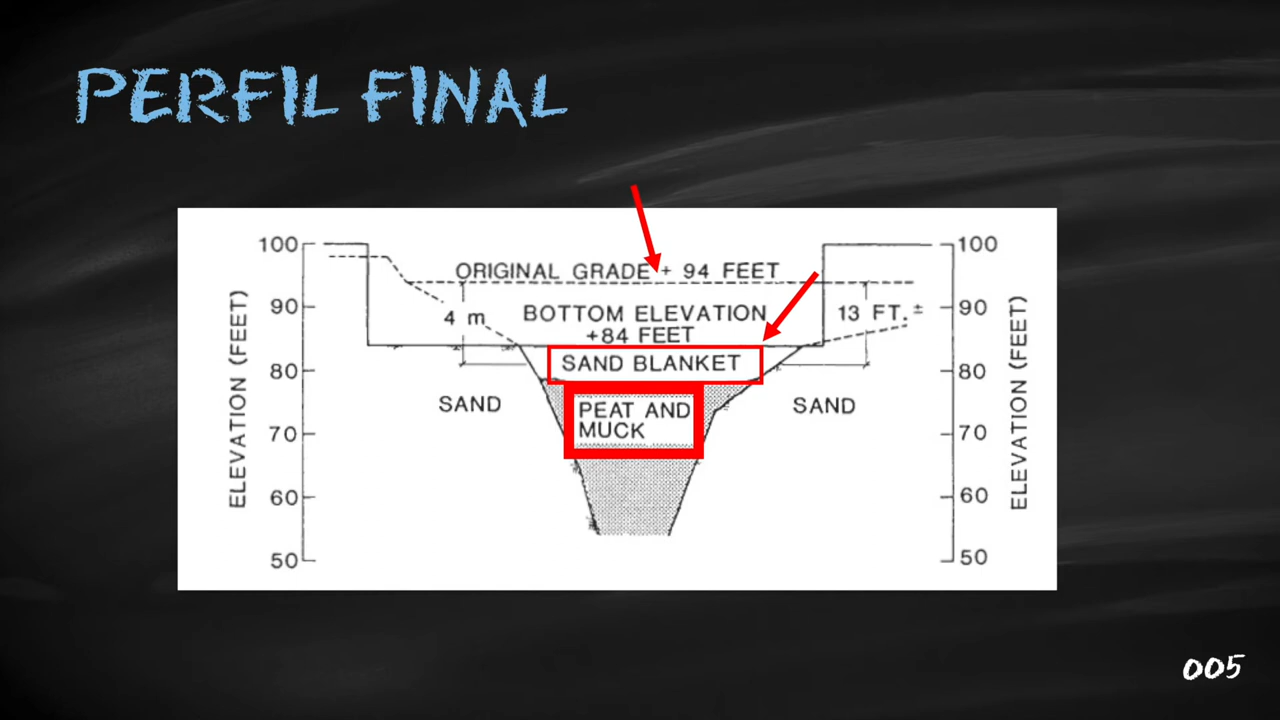 PERFIL FINAL
100
100
ORIGINAL GRADE + 94 FEET
90
4 m
BOTTOM ELEVATION
+84 FEET
13 FT. ±
90
80
SAND BLANKET
80
SAND
PEAT AND
MUCK
SAND
70
70
60
60
50
50
ELEVATION (FEET)
ELEVATION (FEET)
005